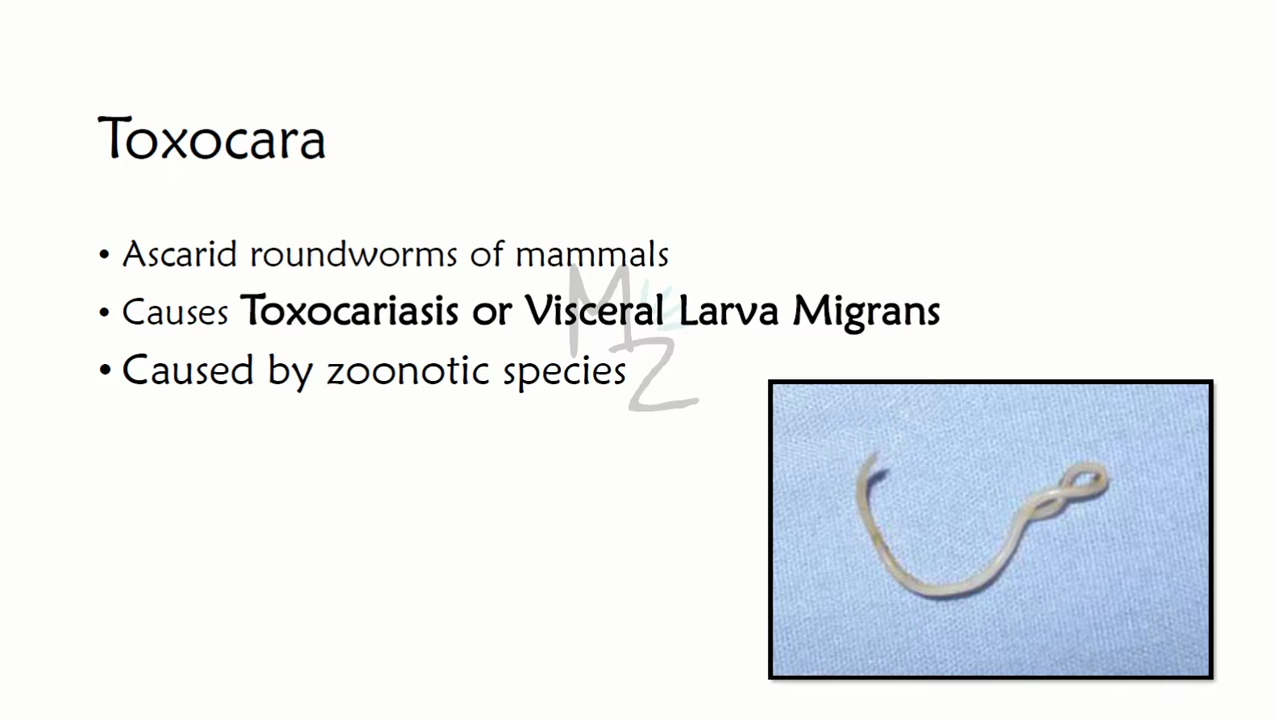 Toxocara
• Ascarid roundworms of mammals
• Causes Toxocariasis or Visceral Larva Migrans
• Caused by zoonotic species
M
Z